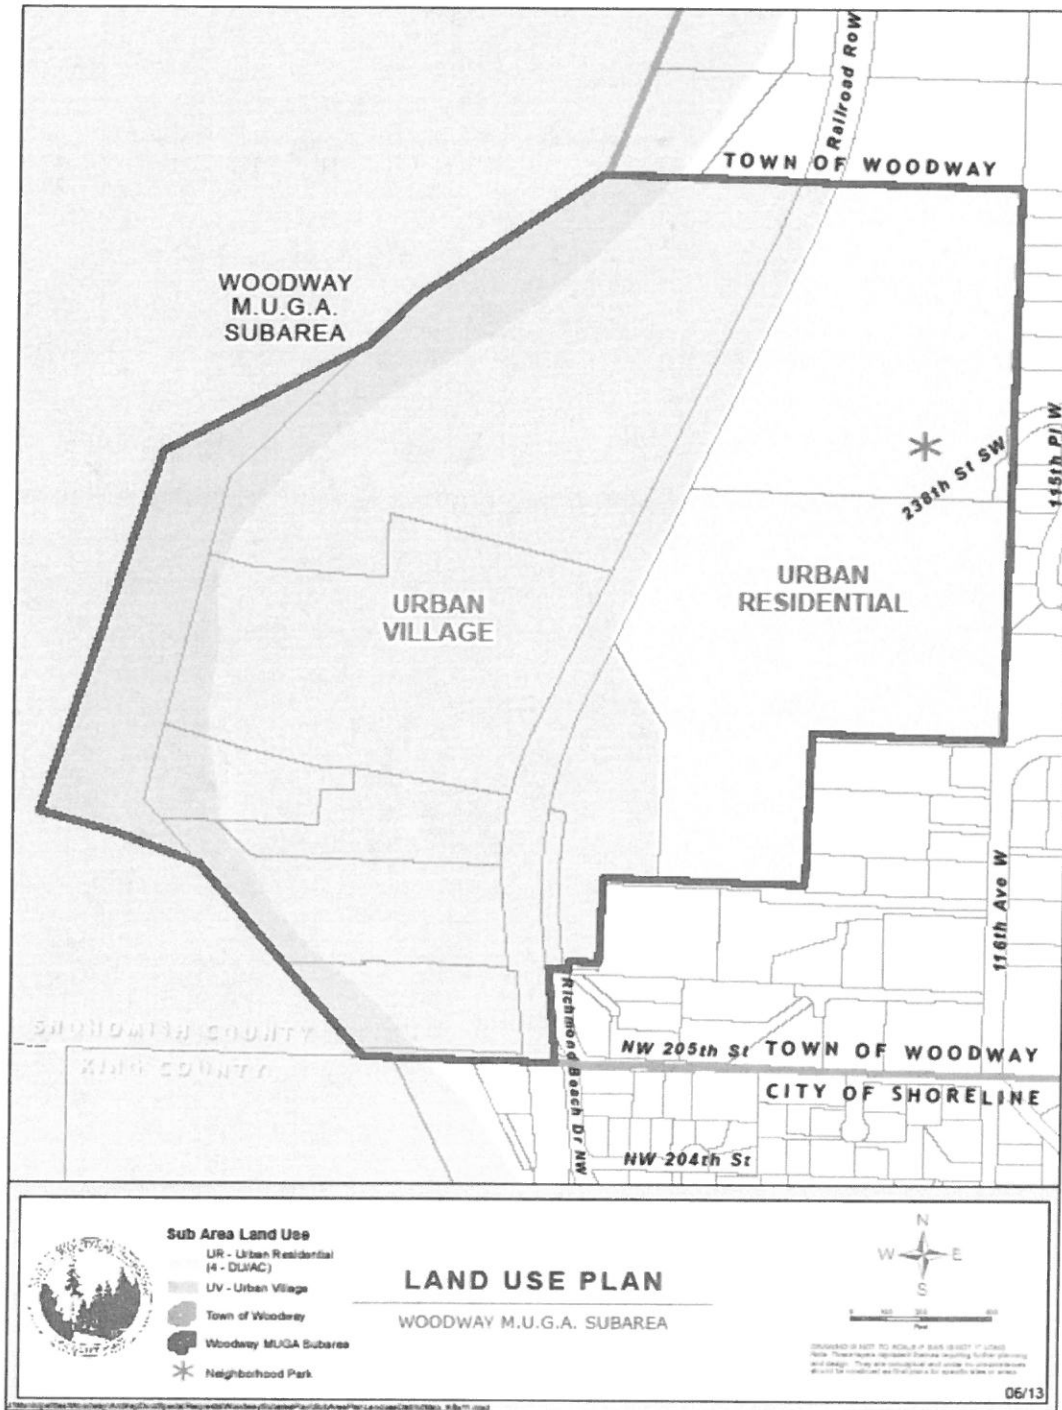 Railroad RoW
TOWN OF WOODWAY
WOODWAY
M.U.G.A.
SUBAREA
115th Pl W
238th St SW
URBAN
RESIDENTIAL
URBAN
VILLAGE
116th Ave W
Richmond Beach Dr NW
SNOHOMISH COUNTY
KING COUNTY
NW 205th St
TOWN OF WOODWAY
CITY OF SHORELINE
NW 204th St
Sub Area Land Use
UR - Urban Residential
(4 - DU/AC)
UV - Urban Village
Town of Woodway
Woodway MUGA Subarea
Neighborhood Park
LAND USE PLAN
WOODWAY M.U.G.A. SUBAREA
N
W E
S
0
Feet
06/13